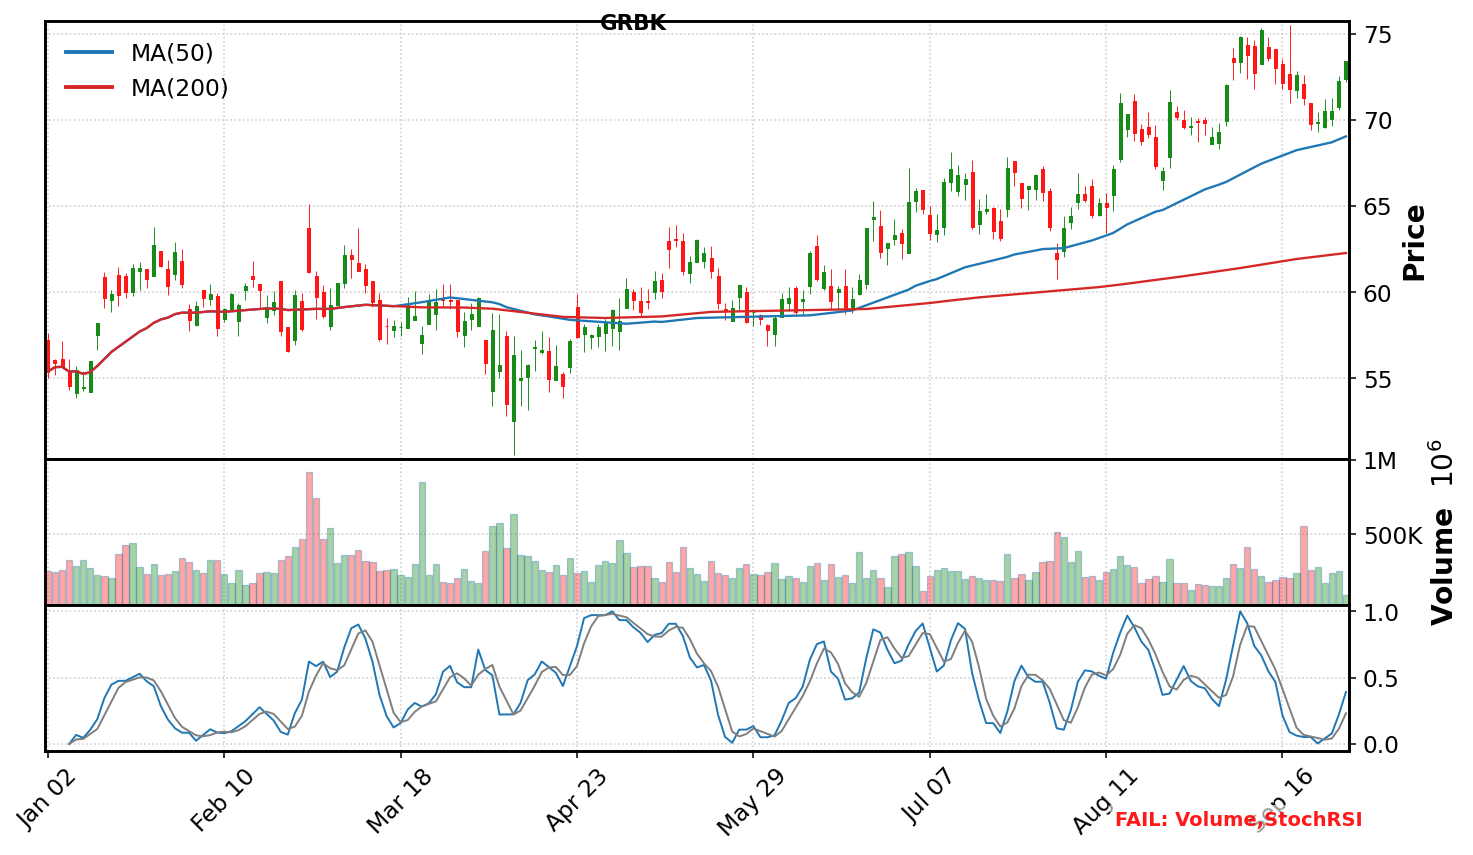 GRBK
MA(50)
MA(200)
75
70
65
60
55
Price
1M
500K
Volume 10⁶
1.0
0.5
0.0
Jan 02
Feb 10
Mar 18
Apr 23
May 29
Jul 07
Aug 11
Sep 16
FAIL: Volume, StochRSI